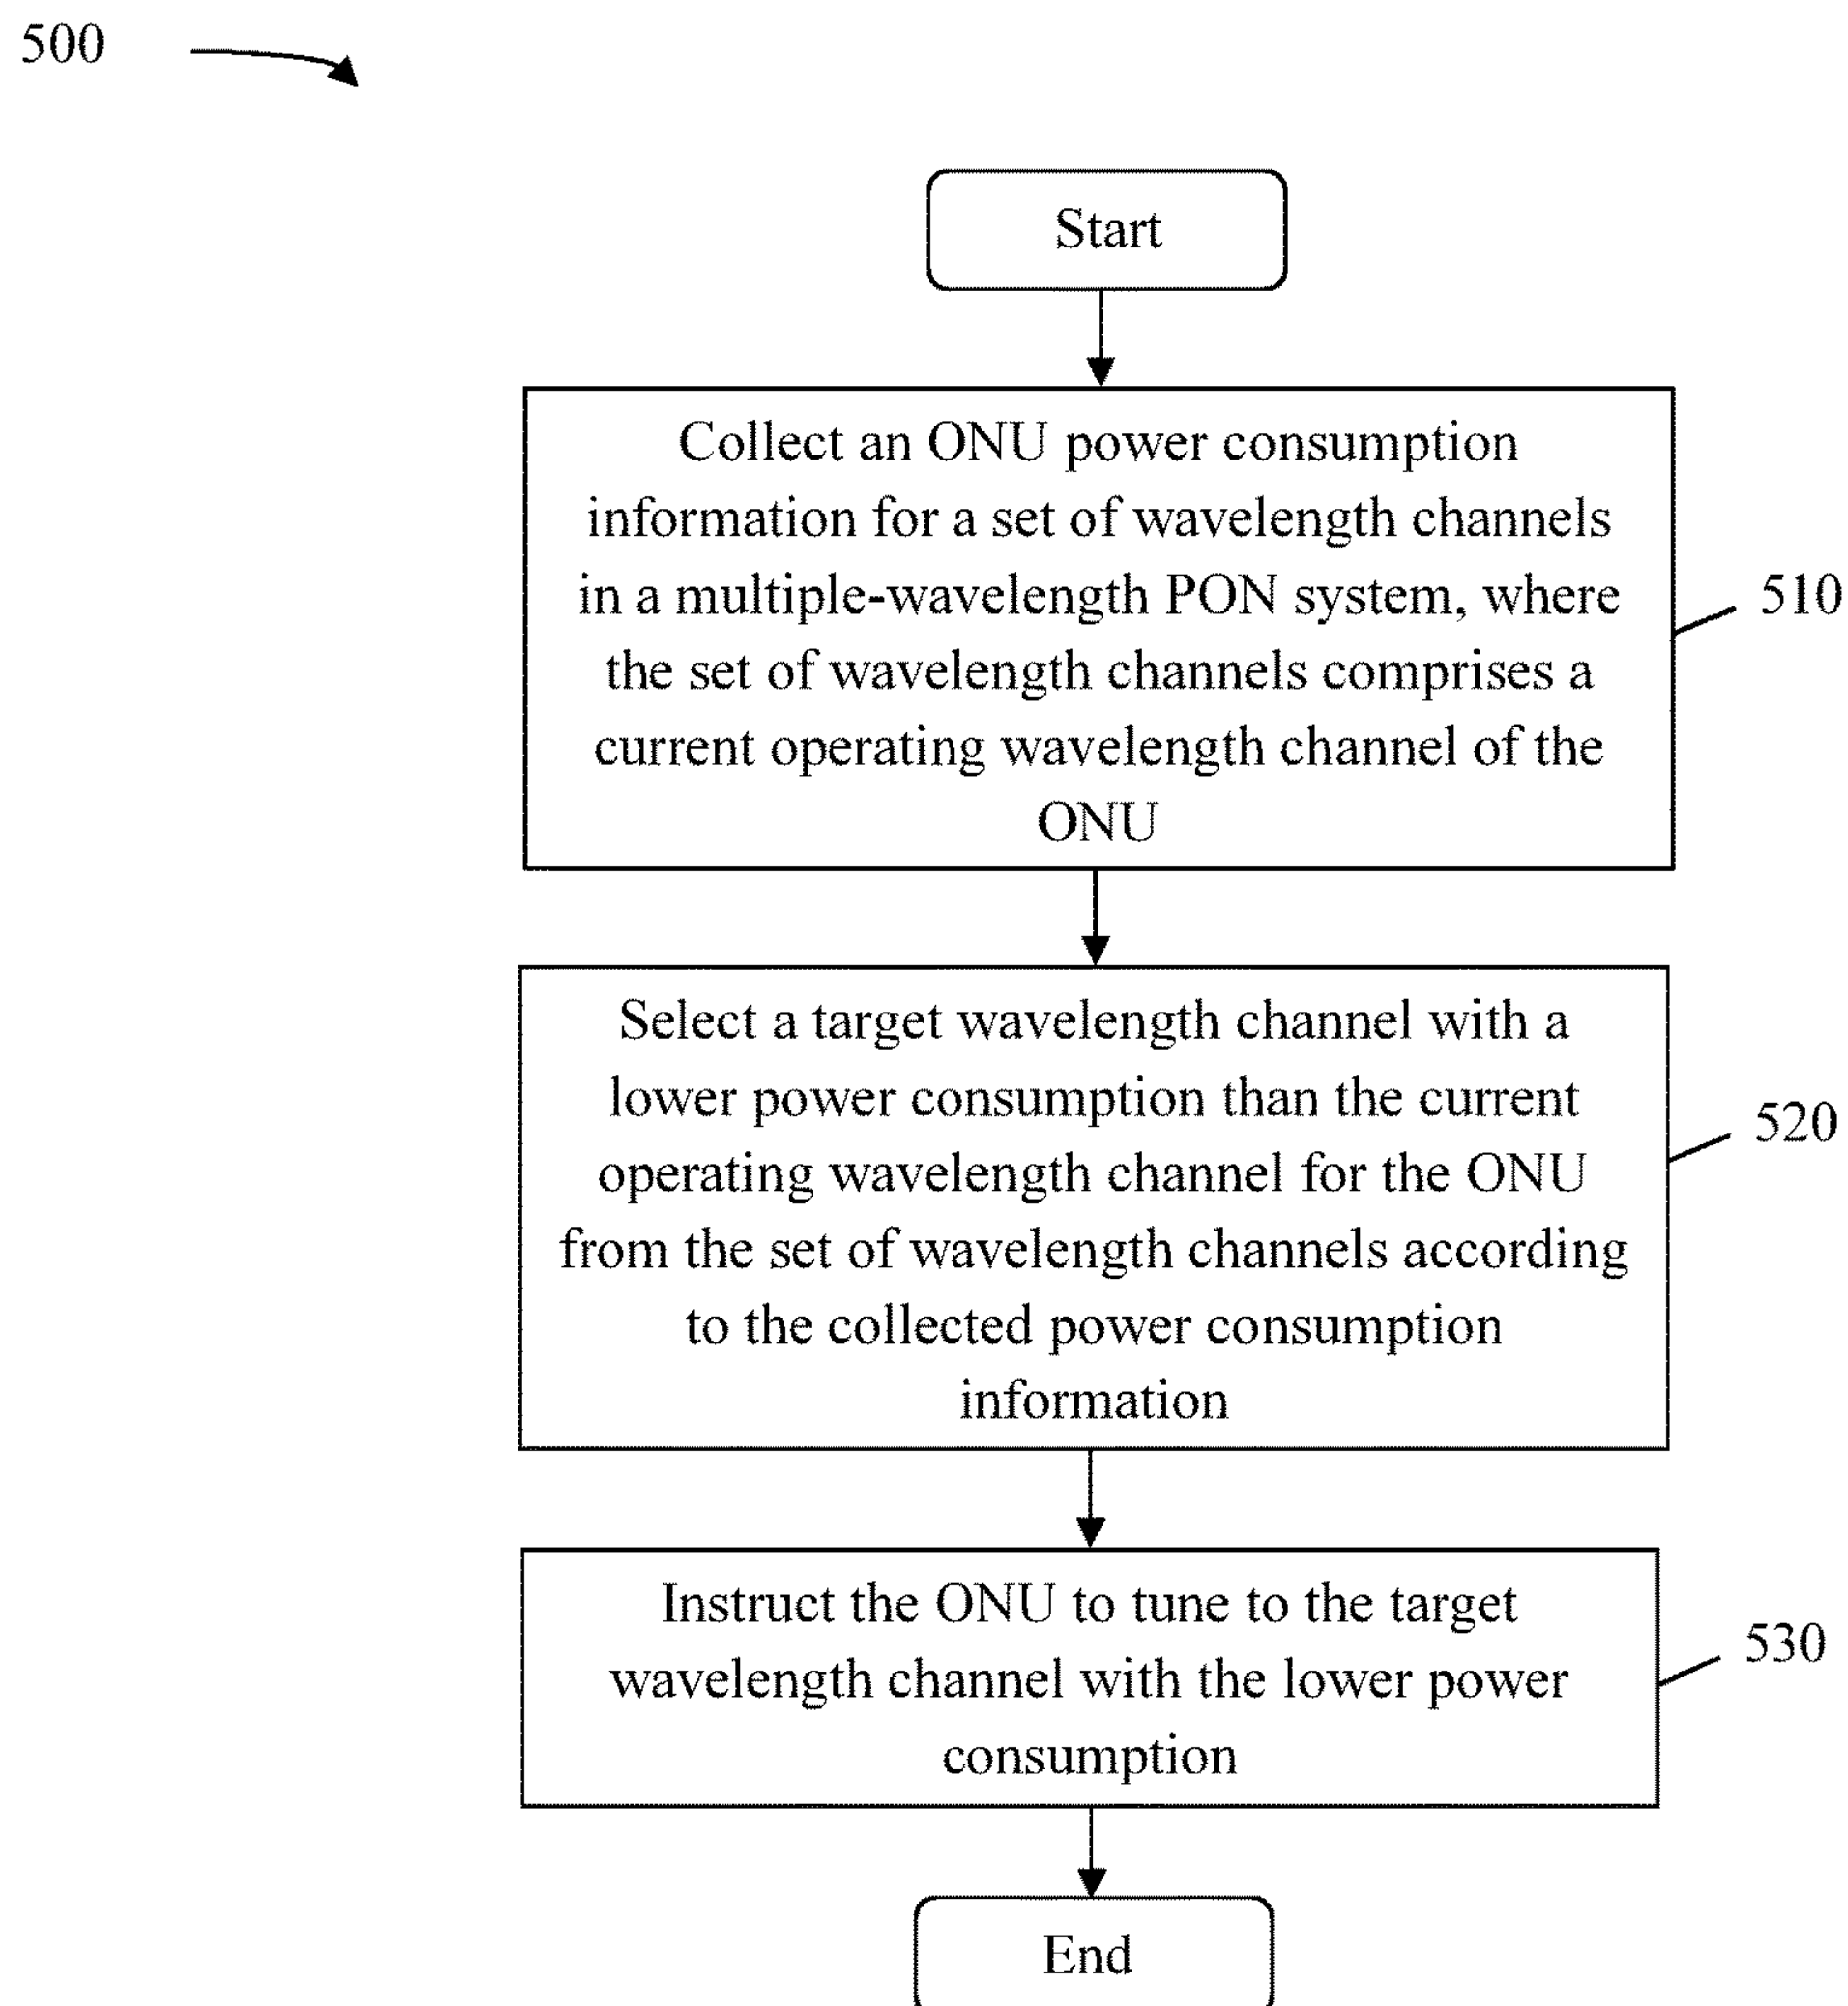 500
Start
Collect an ONU power consumption
information for a set of wavelength channels
in a multiple-wavelength PON system, where
the set of wavelength channels comprises a
current operating wavelength channel of the
ONU
510
Select a target wavelength channel with a
lower power consumption than the current
operating wavelength channel for the ONU
from the set of wavelength channels according
to the collected power consumption
information
520
Instruct the ONU to tune to the target
wavelength channel with the lower power
consumption
530
End